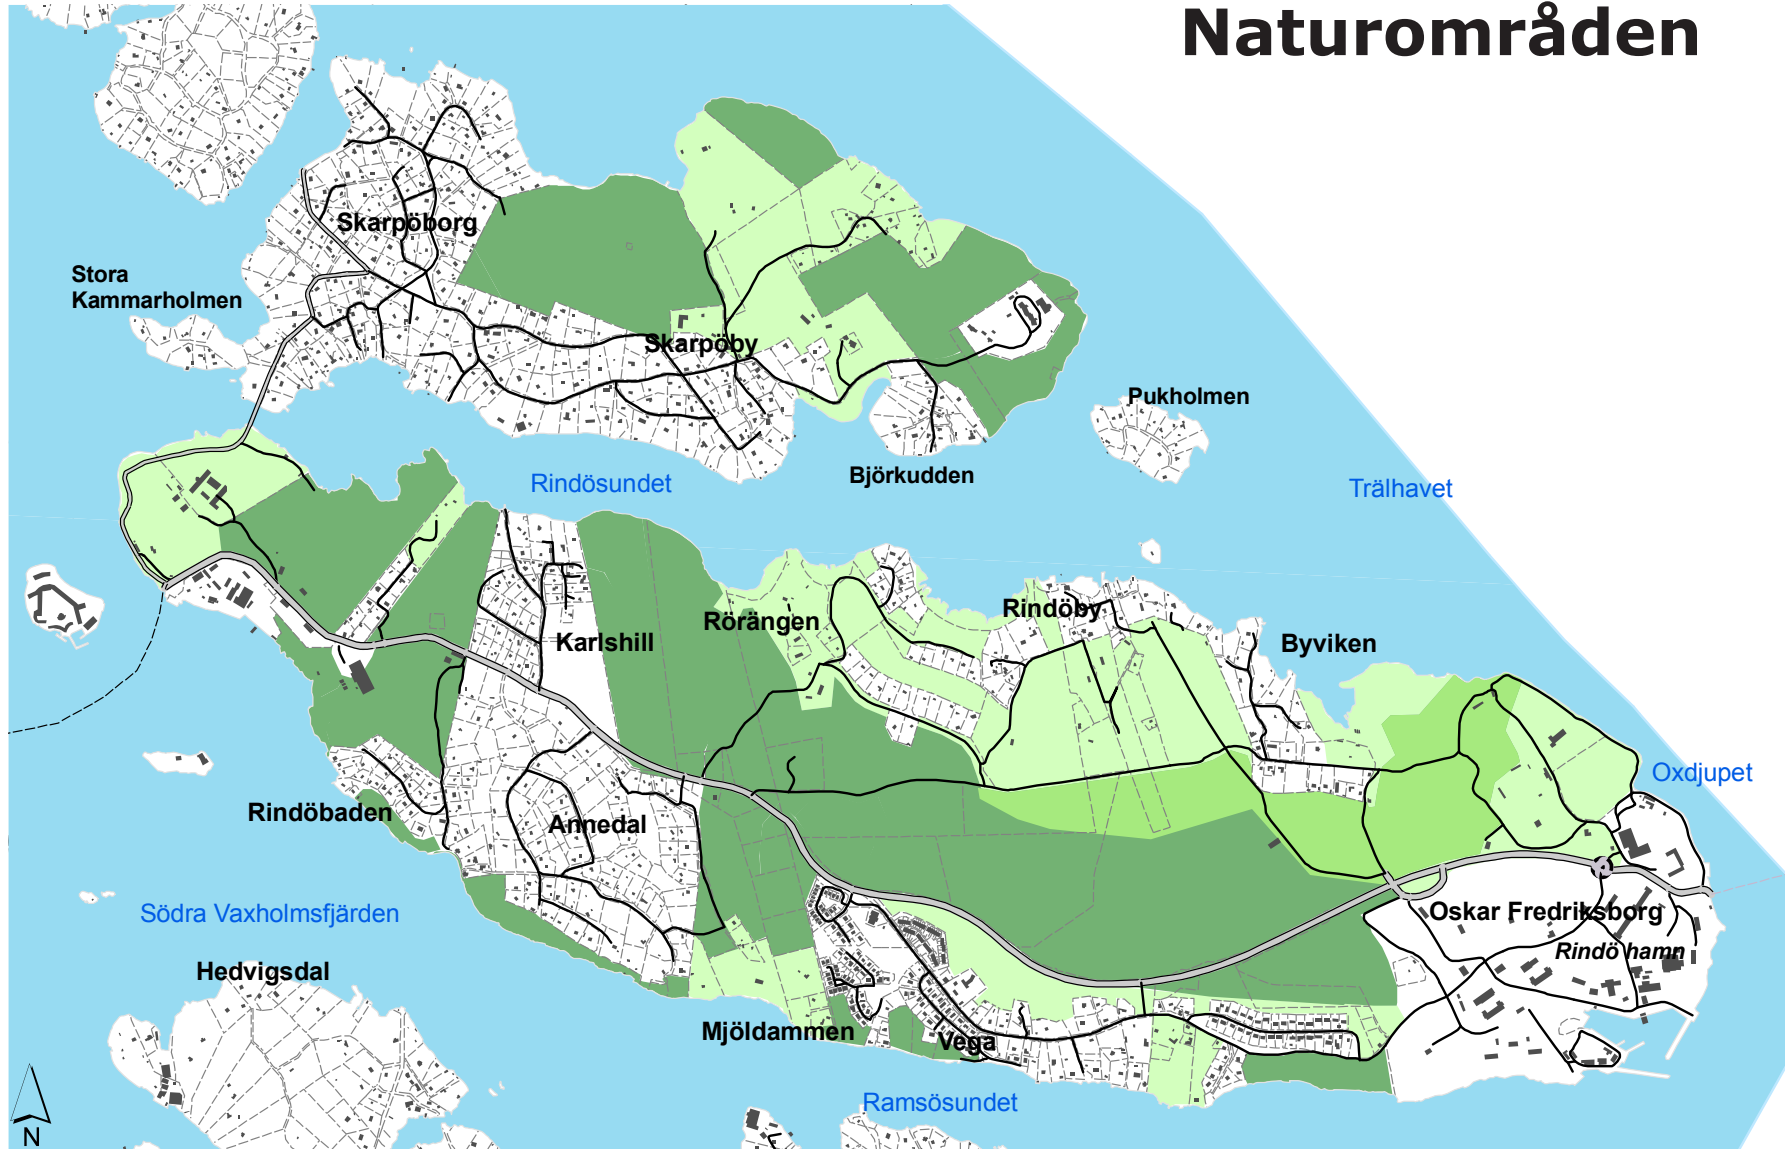 Naturområden
Skarpöborg
Stora
Kammarholmen
Skarpöby
Pukholmen
Björkudden
Rindösundet
Trälhavet
Rörängen
Rindöby
Karlshill
Byviken
Oxdjupet
Rindöbaden
Annedal
Södra Vaxholmsfjärden
Oskar Fredriksborg
Rindö hamn
Hedvigsdal
Mjöldammen
Vega
Ramsösundet
N